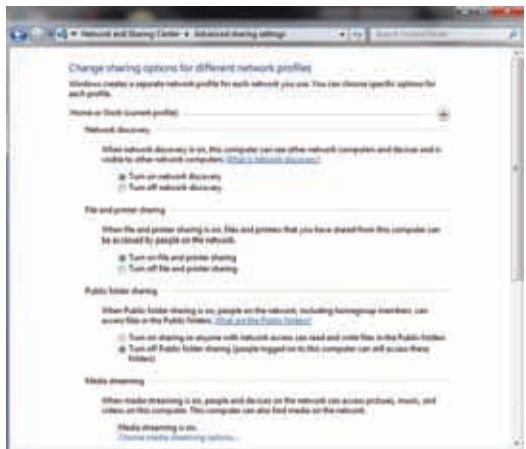 Network and Sharing Center Advanced sharing settings
Change sharing options for different network profiles
Windows creates a separate network profile for each network you use. You can choose specific options for
each profile.
Home or Work (current profile)
Network discovery
When network discovery is on, this computer can see other network computers and devices and is
visible to other network computers. What is network discovery?
Turn on network discovery
Turn off network discovery
File and printer sharing
When file and printer sharing is on, files and printers that you have shared from this computer can
be accessed by people on the network.
Turn on file and printer sharing
Turn off file and printer sharing
Public folder sharing
When Public folder sharing is on, people on the network, including homegroup members, can
access files in the Public folders. What are the Public folders?
Turn on sharing so anyone with network access can read and write files in the Public folders
Turn off Public folder sharing (people logged on to this computer can still access these
folders)
Media streaming
When media streaming is on, people and devices on the network can access pictures, music, and
videos on this computer. This computer can also find media on the network.
Media streaming is on.
Choose media streaming options...